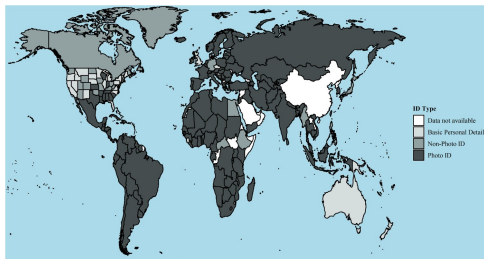 ID Type
Data not available
Basic Personal Detail
Non-Photo ID
Photo ID